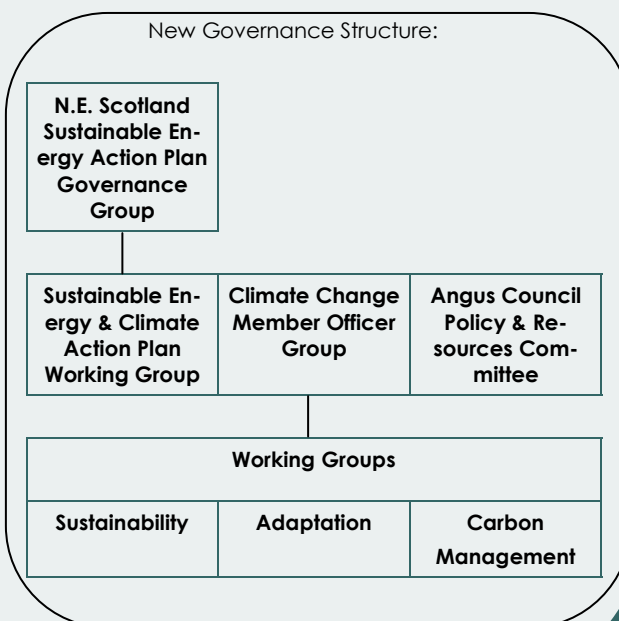 New Governance Structure:
N.E. Scotland
Sustainable En-
ergy Action Plan
Governance
Group
Sustainable En-
ergy & Climate
Action Plan
Working Group
Climate Change
Member Officer
Group
Angus Council
Policy & Re-
sources Com-
mittee
Working Groups
Sustainability
Adaptation
Carbon
Management